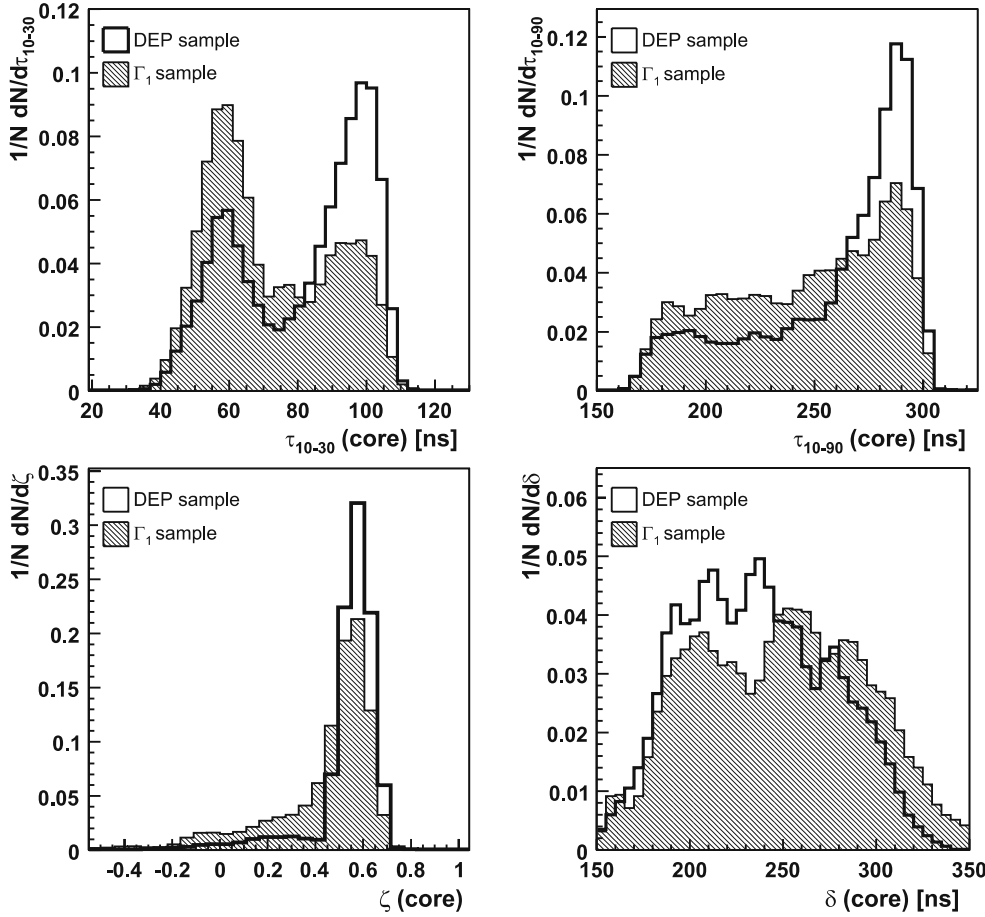 1/N dN/dτ10-30
DEP sample
Γ1 sample
0.12
0.1
0.08
0.06
0.04
0.02
0
20 40 60 80 100 120
τ10-30 (core) [ns]
1/N dN/dτ10-90
DEP sample
Γ1 sample
0.12
0.1
0.08
0.06
0.04
0.02
0
150 200 250 300
τ10-90 (core) [ns]
1/N dN/dζ
DEP sample
Γ1 sample
0.35
0.3
0.25
0.2
0.15
0.1
0.05
0
-0.4 -0.2 0 0.2 0.4 0.6 0.8 1
ζ (core)
1/N dN/dδ
DEP sample
Γ1 sample
0.06
0.05
0.04
0.03
0.02
0.01
0
150 200 250 300 350
δ (core) [ns]